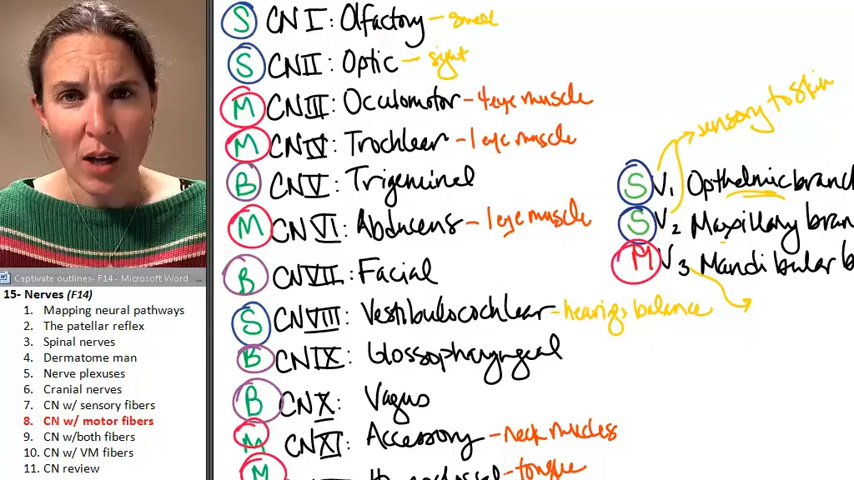 S CN I: Olfactory - smell
S CN II: Optic - sight
M CN III: Oculomotor - 4 eye muscle
M CN IV: Trochlear - 1 eye muscle
B CN V: Trigeminal
M CN VI: Abducens - 1 eye muscle
B CN VII: Facial
S CN VIII: Vestibulocochlear - hearing & balance
B CN IX: Glossopharyngeal
B CN X: Vagus
M CN XI: Accessory - neck muscles
M - tongue
sensory to skin
S V1 Opthelmic branch
S V2 Maxpillary bran
M V3 Mandibular b
Captivate outlines- F14 - Microsoft Word
15- Nerves (F14)
1. Mapping neural pathways
2. The patellar reflex
3. Spinal nerves
4. Dermatome man
5. Nerve plexuses
6. Cranial nerves
7. CN w/ sensory fibers
8. CN w/ motor fibers
9. CN w/both fibers
10. CN w/ VM fibers
11. CN review